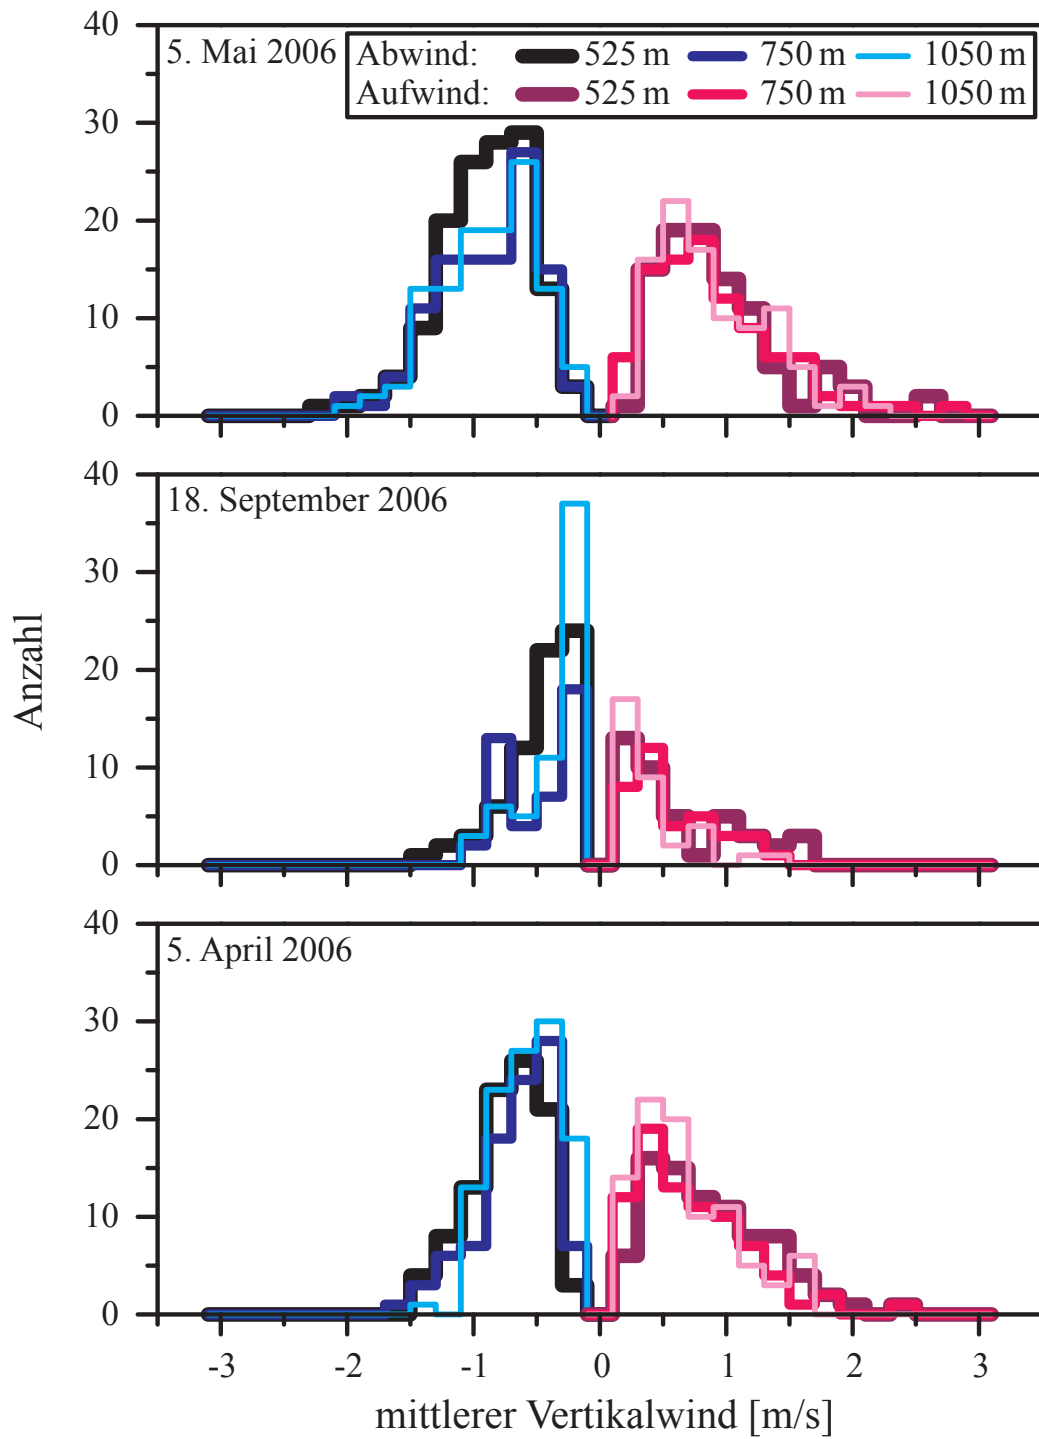 40
5. Mai 2006
Abwind: 525 m 750 m 1050 m
Aufwind: 525 m 750 m 1050 m
30
20
10
0
40
18. September 2006
30
20
10
0
Anzahl
40
5. April 2006
30
20
10
0
-3 -2 -1 0 1 2 3
mittlerer Vertikalwind [m/s]